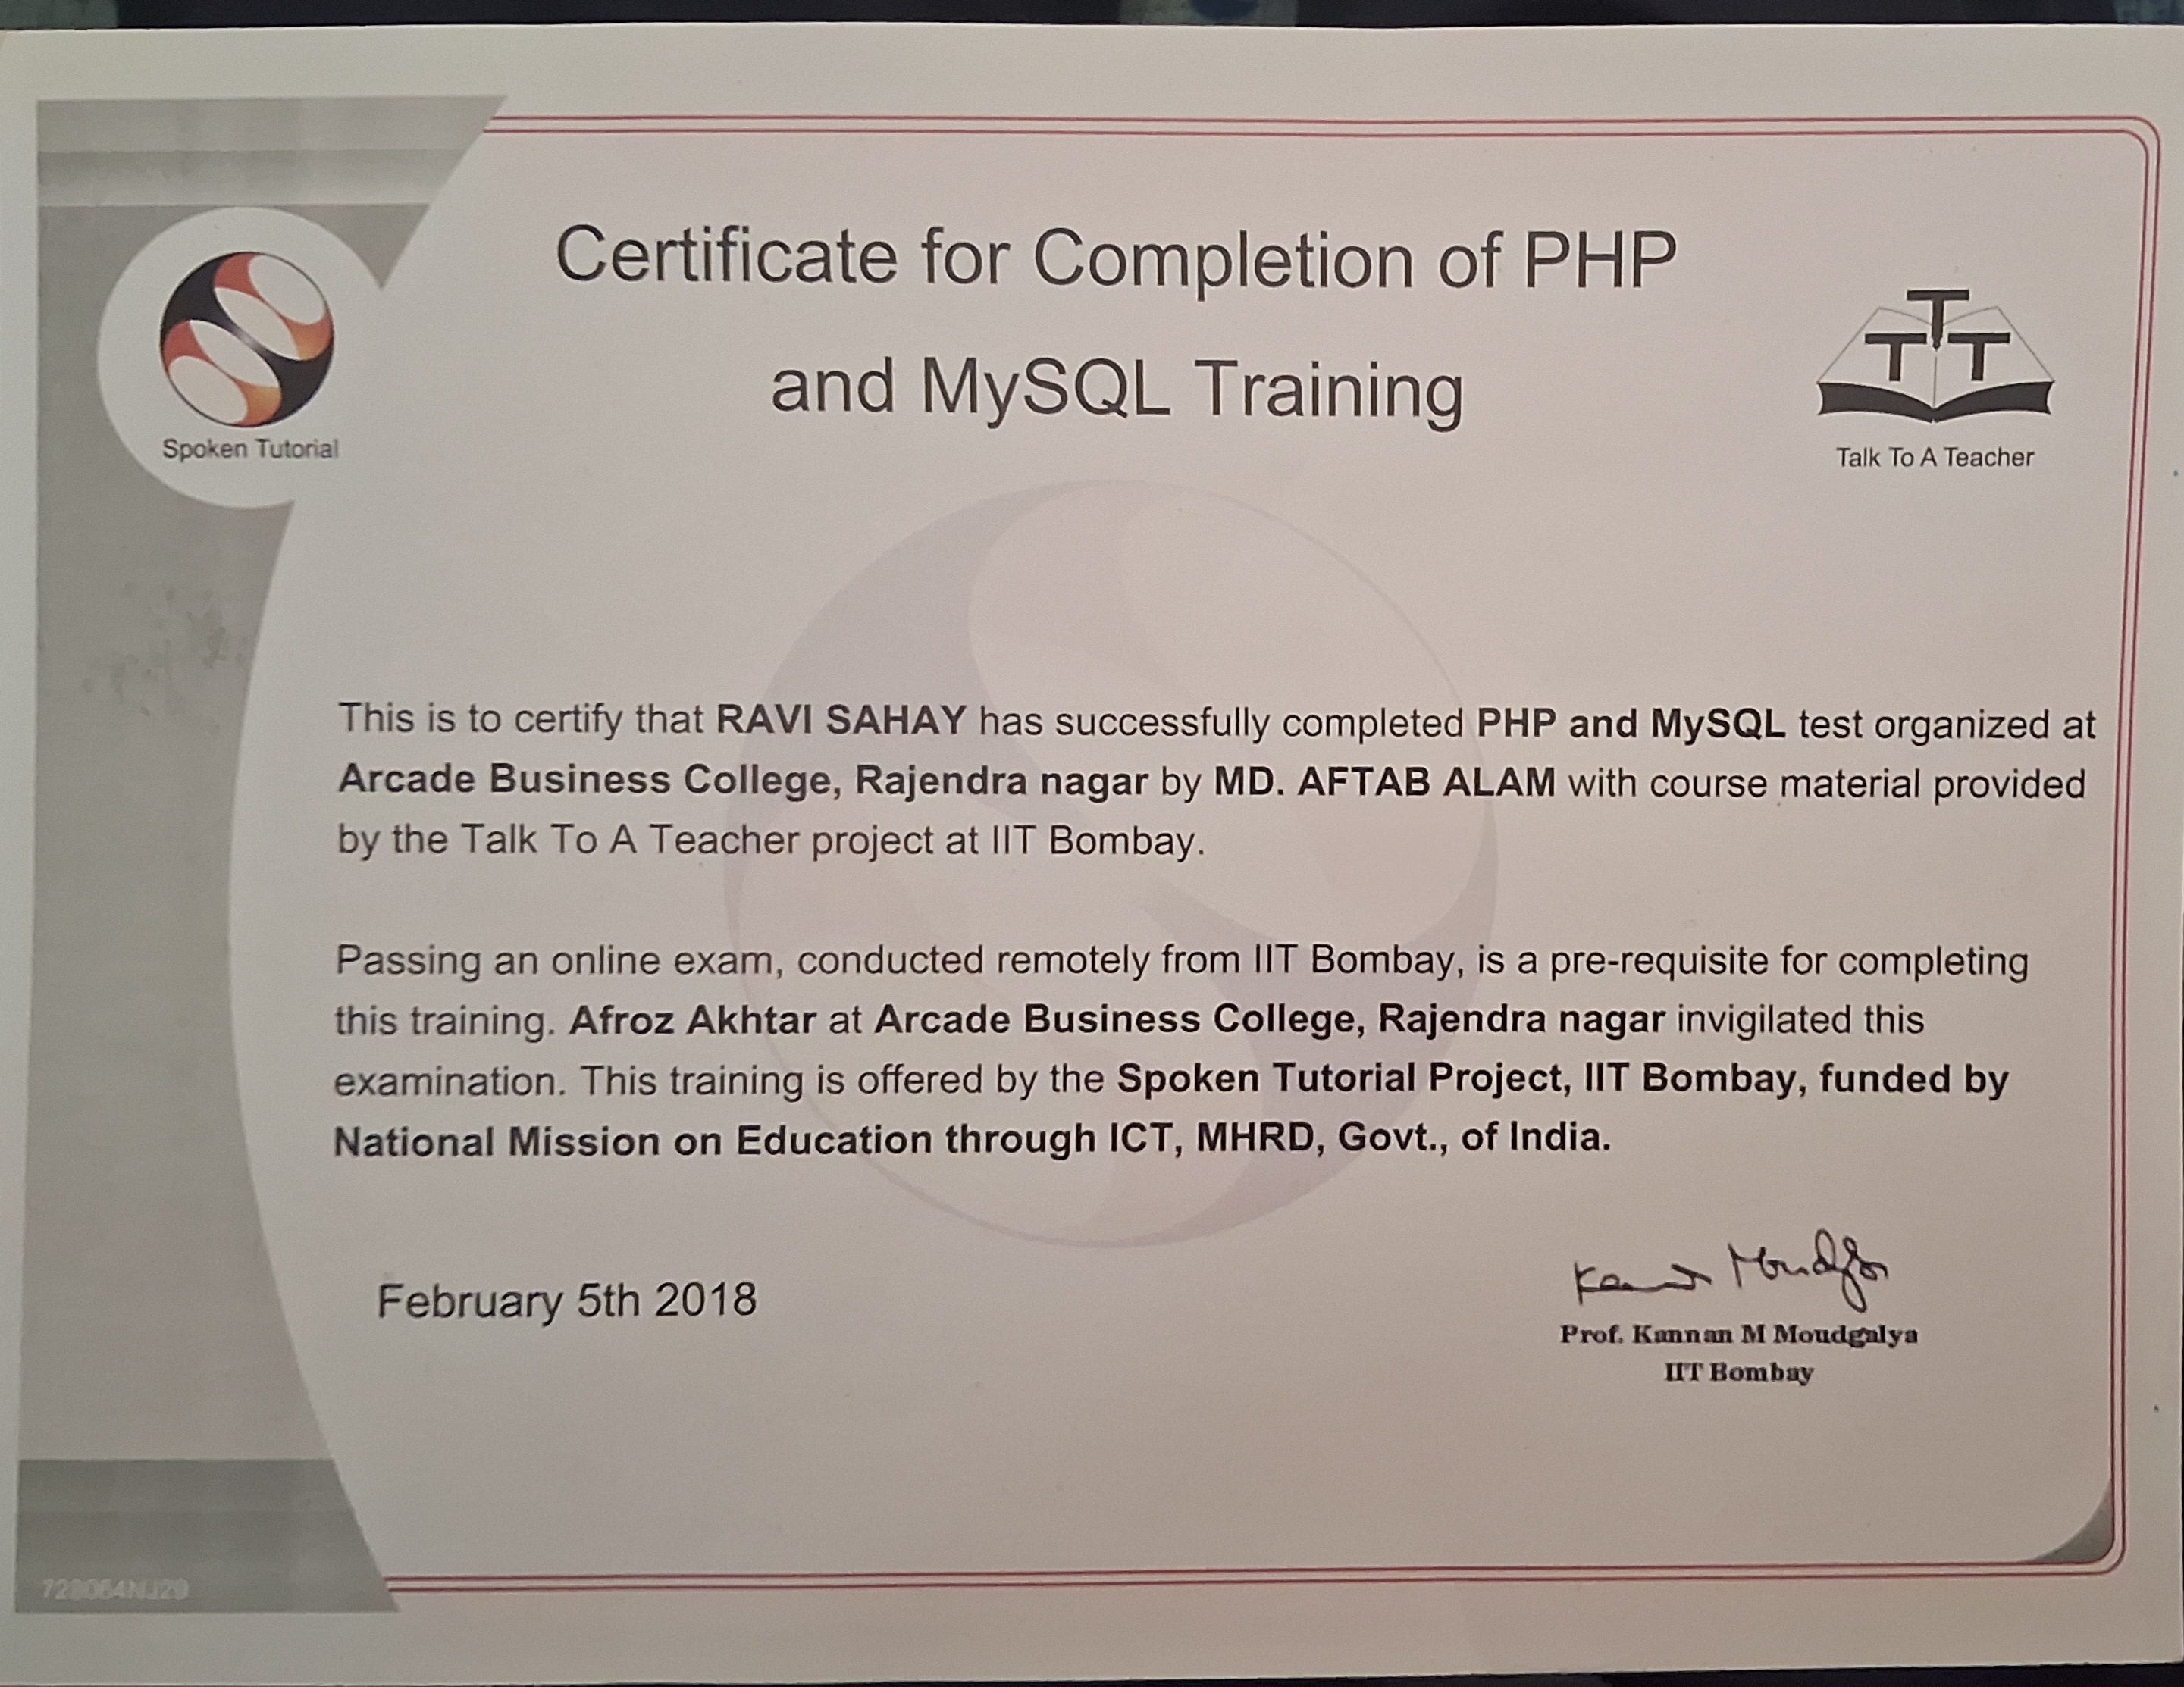 Certificate for Completion of PHP
and MySQL Training
Spoken Tutorial
T
T T
Talk To A Teacher
This is to certify that RAVI SAHAY has successfully completed PHP and MySQL test organized at
Arcade Business College, Rajendra nagar by MD. AFTAB ALAM with course material provided
by the Talk To A Teacher project at IIT Bombay.
Passing an online exam, conducted remotely from IIT Bombay, is a pre-requisite for completing
this training. Afroz Akhtar at Arcade Business College, Rajendra nagar invigilated this
examination. This training is offered by the Spoken Tutorial Project, IIT Bombay, funded by
National Mission on Education through ICT, MHRD, Govt., of India.
February 5th 2018
Prof. Kannan M Moudgalya
IIT Bombay